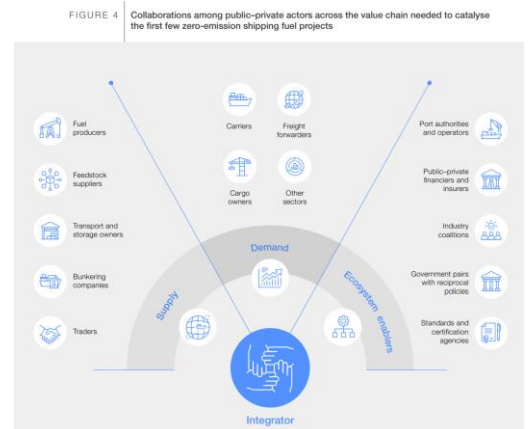 FIGURE 4
Collaborations among public–private actors across the value chain needed to catalyse
the first few zero-emission shipping fuel projects
Fuel
producers
Feedstock
suppliers
Transport and
storage owners
Bunkering
companies
Traders
Carriers
Freight
forwarders
Cargo
owners
Other
sectors
Port authorities
and operators
Public–private
financiers and
insurers
Industry
coalitions
Government pairs
with reciprocal
policies
Standards and
certification
agencies
Supply
Demand
Ecosystem enablers
Integrator